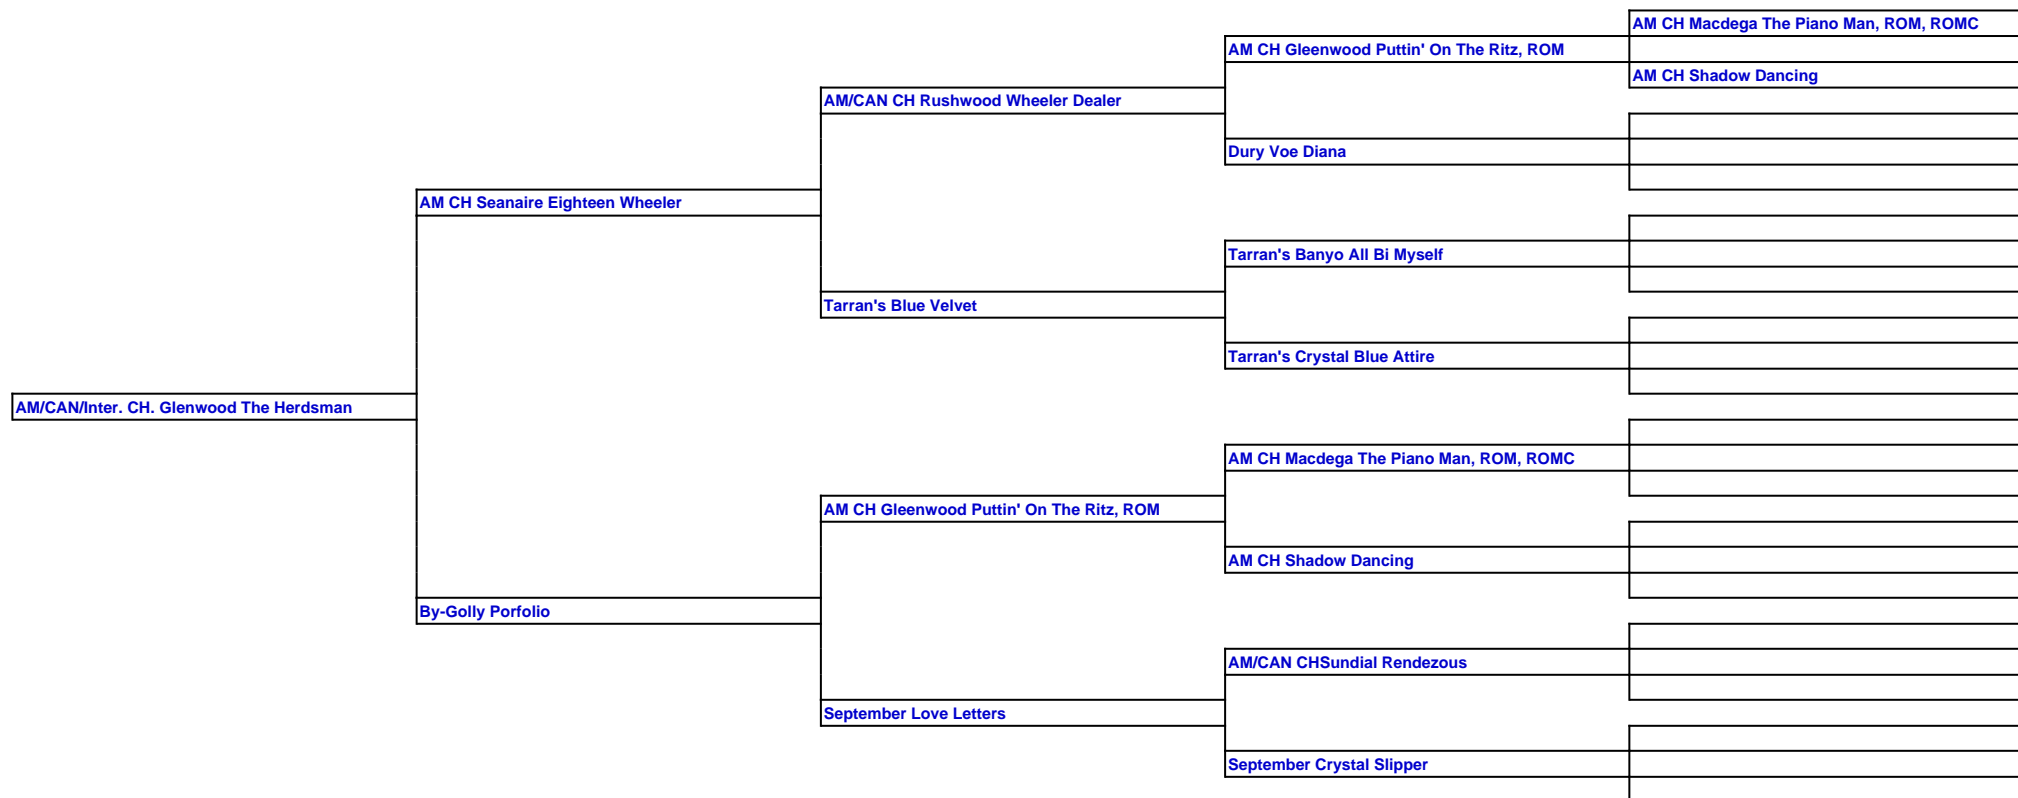 AM CH Macdega The Piano Man, ROM, ROMC
AM CH Gleenwood Puttin' On The Ritz, ROM
AM CH Shadow Dancing
AM/CAN CH Rushwood Wheeler Dealer
Dury Voe Diana
AM CH Seanaire Eighteen Wheeler
Tarran's Banyo All Bi Myself
Tarran's Blue Velvet
Tarran's Crystal Blue Attire
AM/CAN/Inter. CH. Glenwood The Herdsman
AM CH Macdega The Piano Man, ROM, ROMC
AM CH Gleenwood Puttin' On The Ritz, ROM
AM CH Shadow Dancing
By-Golly Porfolio
AM/CAN CHSundial Rendezous
September Love Letters
September Crystal Slipper